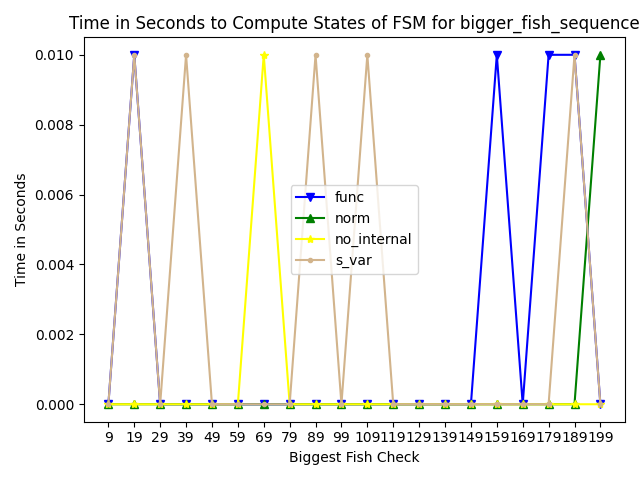 Time in Seconds to Compute States of FSM for bigger_fish_sequence
0.010
0.008
0.006
0.004
0.002
0.000
Time in Seconds
func
norm
no_internal
s_var
9 19 29 39 49 59 69 79 89 99 109 119 129 139 149 159 169 179 189 199
Biggest Fish Check